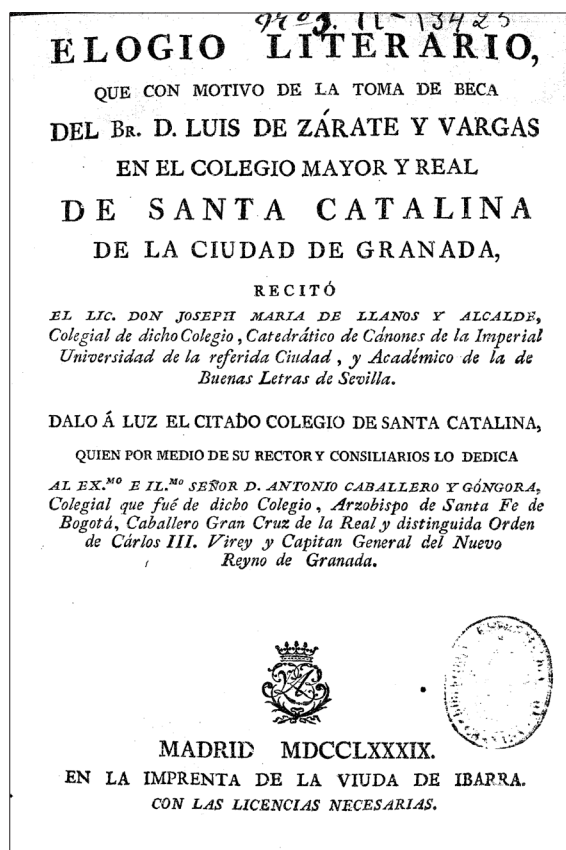 ELOGIO LITERARIO,
QUE CON MOTIVO DE LA TOMA DE BECA
DEL BR. D. LUIS DE ZÁRATE Y VARGAS
EN EL COLEGIO MAYOR Y REAL
DE SANTA CATALINA
DE LA CIUDAD DE GRANADA,
RECITÓ
EL LIC. DON JOSEPH MARIA DE LLANOS Y ALCALDE,
Colegial de dicho Colegio, Catedrático de Cánones de la Imperial
Universidad de la referida Ciudad, y Académico de la de
Buenas Letras de Sevilla.
DALO Á LUZ EL CITADO COLEGIO DE SANTA CATALINA,
QUIEN POR MEDIO DE SU RECTOR Y CONSILIARIOS LO DEDICA
AL EX.MO E IL.MO SEÑOR D. ANTONIO CABALLERO Y GÓNGORA,
Colegial que fué de dicho Colegio, Arzobispo de Santa Fe de
Bogotá, Caballero Gran Cruz de la Real y distinguida Orden
de Cárlos III. Virey y Capitan General del Nuevo
Reyno de Granada.
MADRID MDCCLXXXIX.
EN LA IMPRENTA DE LA VIUDA DE IBARRA.
CON LAS LICENCIAS NECESARIAS.